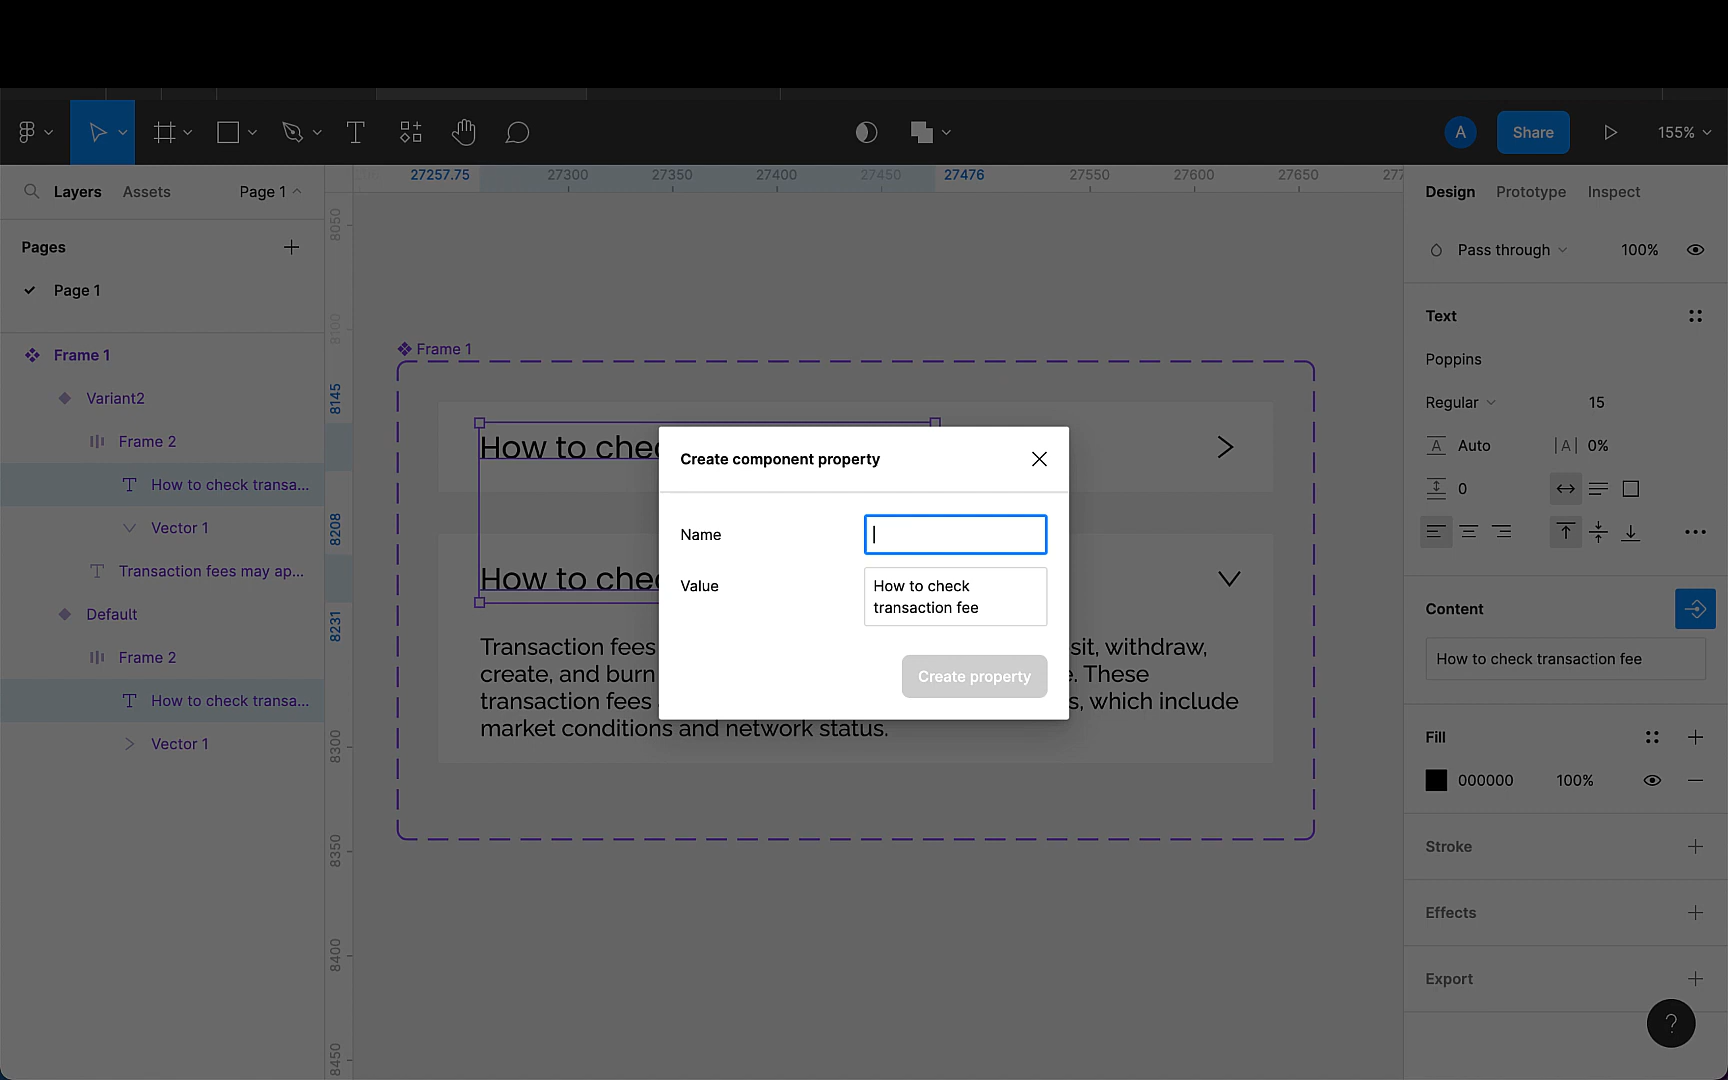 A
Share
155%
Layers
Assets
Page 1
27257.75
27300
27350
27400
27450
27476
27550
27600
27650
Design
Prototype
Inspect
Pages
Page 1
Pass through
100%
Text
Poppins
Regular
15
Auto
|A| 0%
0
Content
How to check transaction fee
Fill
000000
100%
Stroke
Effects
Export
?
Frame 1
Variant2
Frame 2
How to check transa...
Vector 1
Transaction fees may ap...
Default
Frame 2
How to check transa...
Vector 1
8050
8100
8145
8208
8231
8300
8350
8400
8450
Frame 1
How to chec
How to chec
Transaction fees
sit, withdraw,
create, and burn
. These
transaction fees
s, which include
market conditions and network status.
Create component property
Name
Value
How to check
transaction fee
Create property